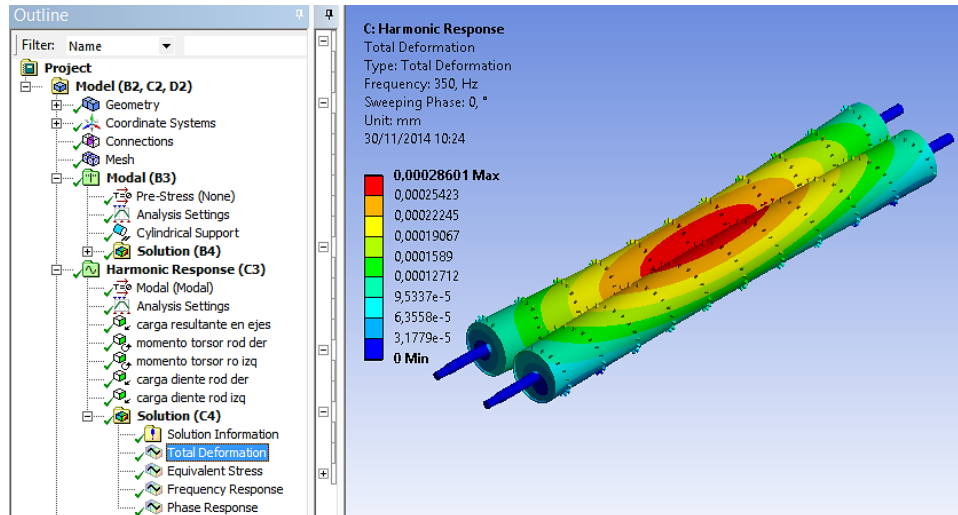 Outline
Filter: Name
Project
Model (B2, C2, D2)
Geometry
Coordinate Systems
Connections
Mesh
Modal (B3)
Pre-Stress (None)
Analysis Settings
Cylindrical Support
Solution (B4)
Harmonic Response (C3)
Modal (Modal)
Analysis Settings
carga resultante en ejes
momento torsor rod der
momento torsor ro izq
carga diente rod der
carga diente rod izq
Solution (C4)
Solution Information
Total Deformation
Equivalent Stress
Frequency Response
Phase Response
C: Harmonic Response
Total Deformation
Type: Total Deformation
Frequency: 350, Hz
Sweeping Phase: 0, °
Unit: mm
30/11/2014 10:24
0,00028601 Max
0,00025423
0,00022245
0,00019067
0,0001589
0,00012712
9,5337e-5
6,3558e-5
3,1779e-5
0 Min